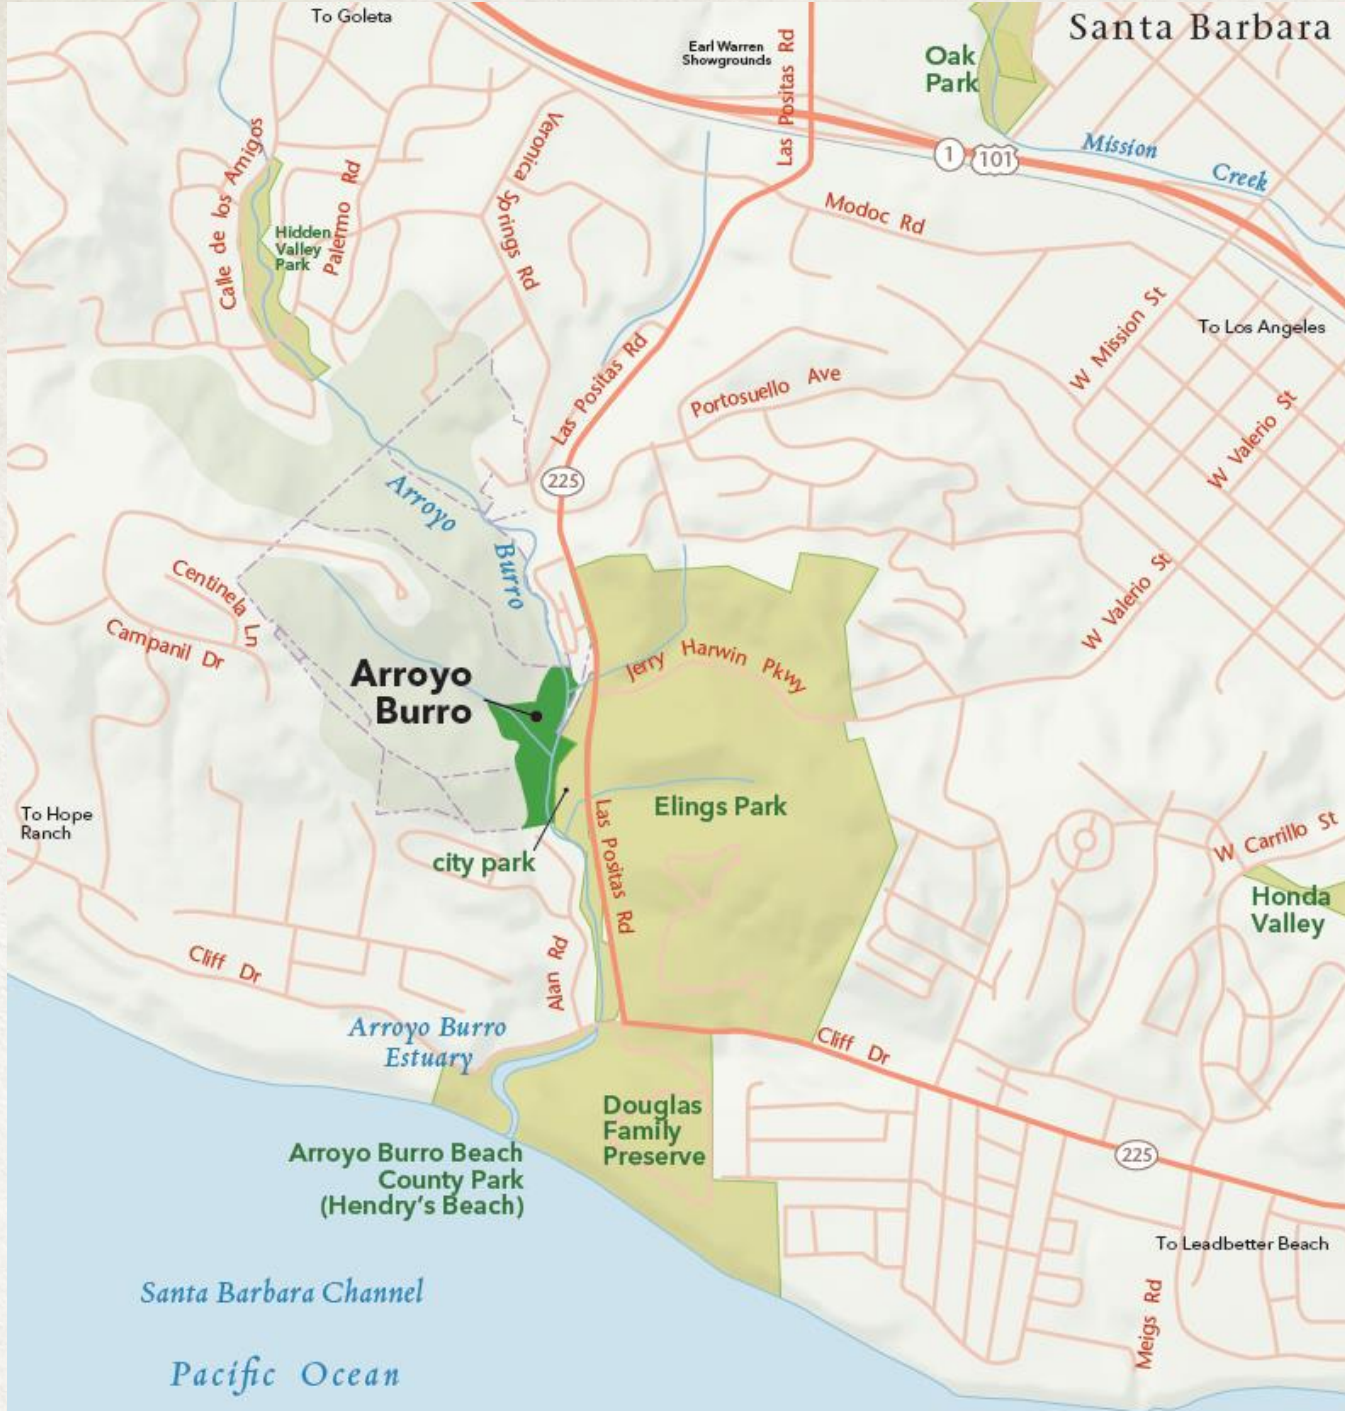 To Goleta
Santa Barbara
Earl Warren
Showgrounds
Las Positas Rd
Oak
Park
Mission
Creek
1
101
Calle de los Amigos
Palermo Rd
Veronica Springs Rd
Hidden
Valley
Park
Modoc Rd
W Mission St
To Los Angeles
Las Positas Rd
Portosuello Ave
W Valerio St
225
Arroyo
Burro
Centinela Ln
Campanil Dr
W Valerio St
Arroyo
Burro
Jerry Harwin Pkwy
To Hope
Ranch
Las Positas Rd
Elings Park
city park
W Carrillo St
Honda
Valley
Cliff Dr
Alan Rd
Arroyo Burro
Estuary
Cliff Dr
Douglas
Family
Preserve
Arroyo Burro Beach
County Park
(Hendry's Beach)
225
To Leadbetter Beach
Santa Barbara Channel
Meigs Rd
Pacific Ocean